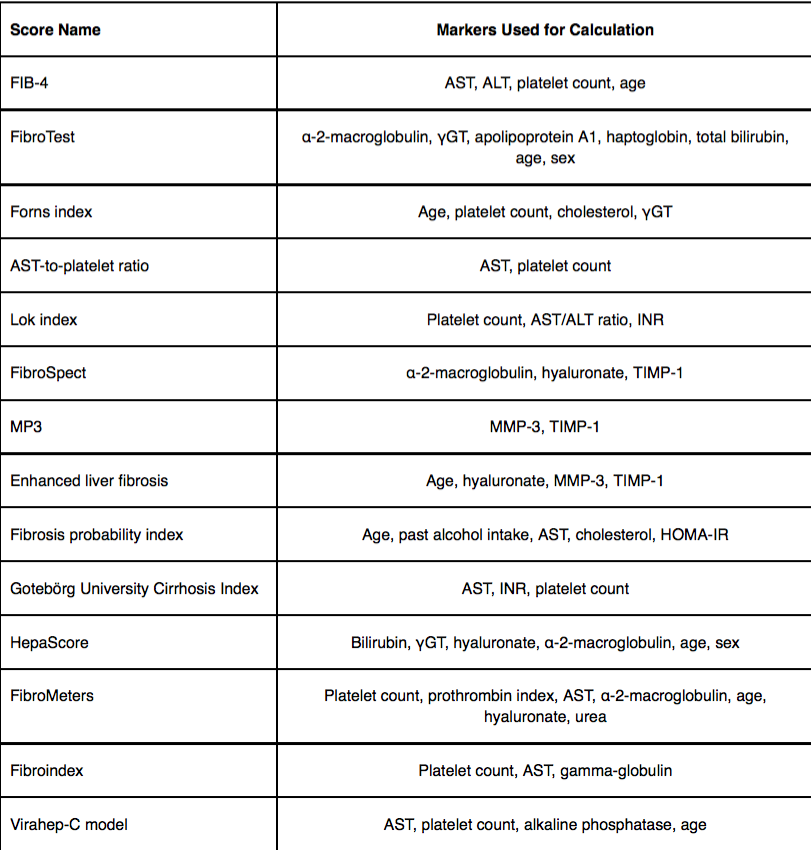 Score Name
Markers Used for Calculation
FIB-4
AST, ALT, platelet count, age
FibroTest
α-2-macroglobulin, γGT, apolipoprotein A1, haptoglobin, total bilirubin,
age, sex
Forns index
Age, platelet count, cholesterol, γGT
AST-to-platelet ratio
AST, platelet count
Lok index
Platelet count, AST/ALT ratio, INR
FibroSpect
α-2-macroglobulin, hyaluronate, TIMP-1
MP3
MMP-3, TIMP-1
Enhanced liver fibrosis
Age, hyaluronate, MMP-3, TIMP-1
Fibrosis probability index
Age, past alcohol intake, AST, cholesterol, HOMA-IR
Gotebörg University Cirrhosis Index
AST, INR, platelet count
HepaScore
Bilirubin, γGT, hyaluronate, α-2-macroglobulin, age, sex
FibroMeters
Platelet count, prothrombin index, AST, α-2-macroglobulin, age,
hyaluronate, urea
Fibroindex
Platelet count, AST, gamma-globulin
Virahep-C model
AST, platelet count, alkaline phosphatase, age